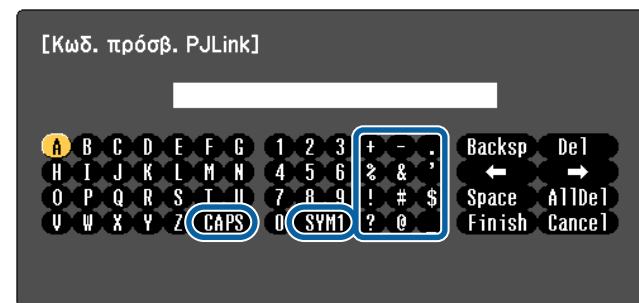 [Κωδ. πρόσβ. PJLink]
A B C D E F G 1 2 3 + - . Backsp Del
H I J K L M N 4 5 6 % & ' ← →
O P Q R S T U 7 8 9 ! # $ Space AllDel
V W X Y Z CAPS 0 SYM1 ? @ _ Finish Cancel